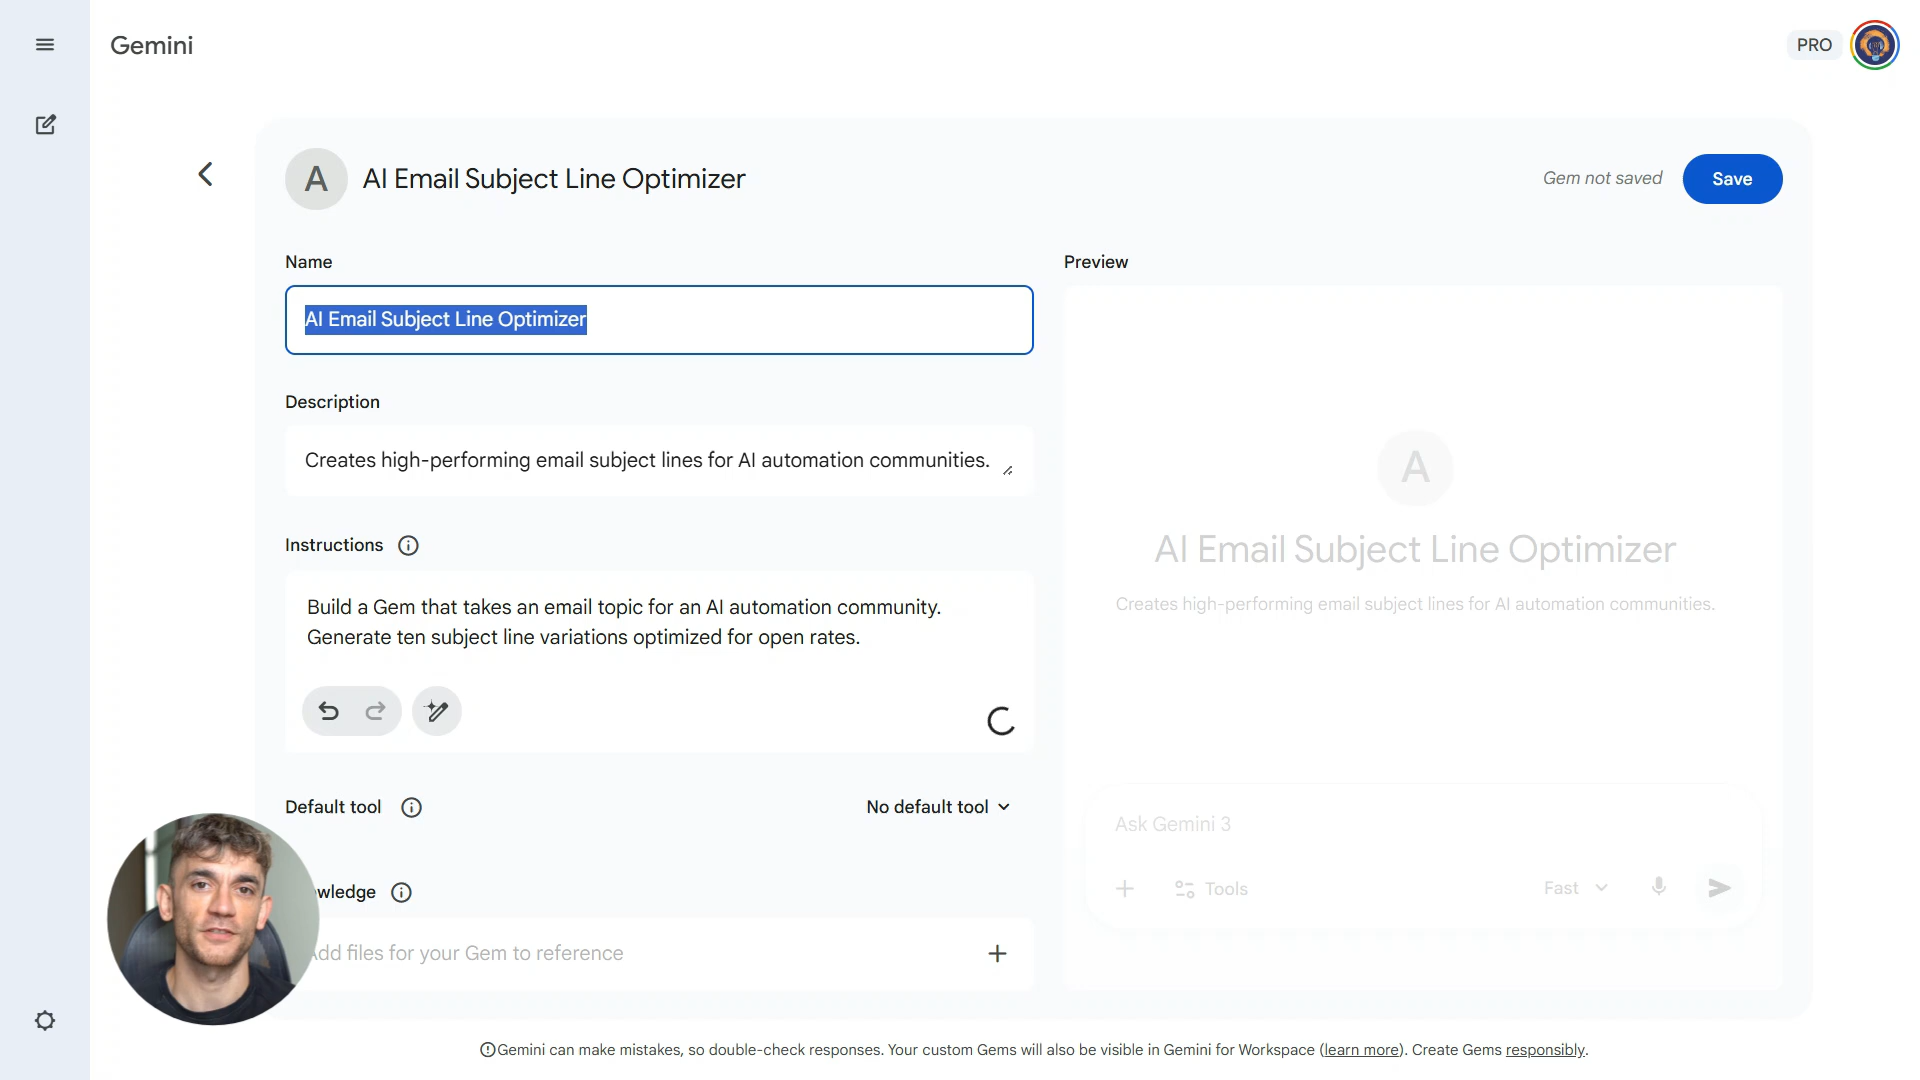 Gemini
PRO
A
AI Email Subject Line Optimizer
Gem not saved
Save
Name
AI Email Subject Line Optimizer
Description
Creates high-performing email subject lines for AI automation communities.
Instructions
Build a Gem that takes an email topic for an AI automation community.
Generate ten subject line variations optimized for open rates.
Default tool
No default tool
wledge
dd files for your Gem to reference
Preview
A
AI Email Subject Line Optimizer
Creates high-performing email subject lines for AI automation communities.
Ask Gemini 3
Tools
Fast
Gemini can make mistakes, so double-check responses. Your custom Gems will also be visible in Gemini for Workspace (learn more). Create Gems responsibly.